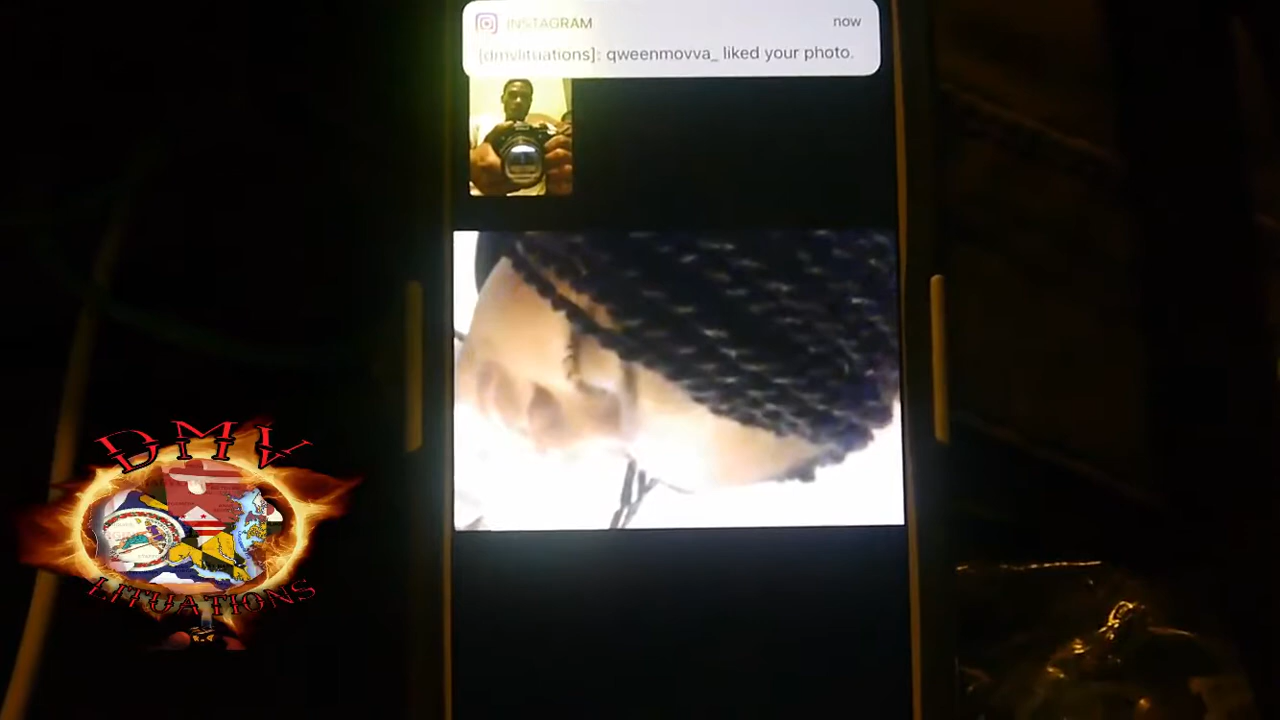 INSTAGRAM
now
[dmvlituations]: qweenmovva_ liked your photo.
DMV
LITUATIONS